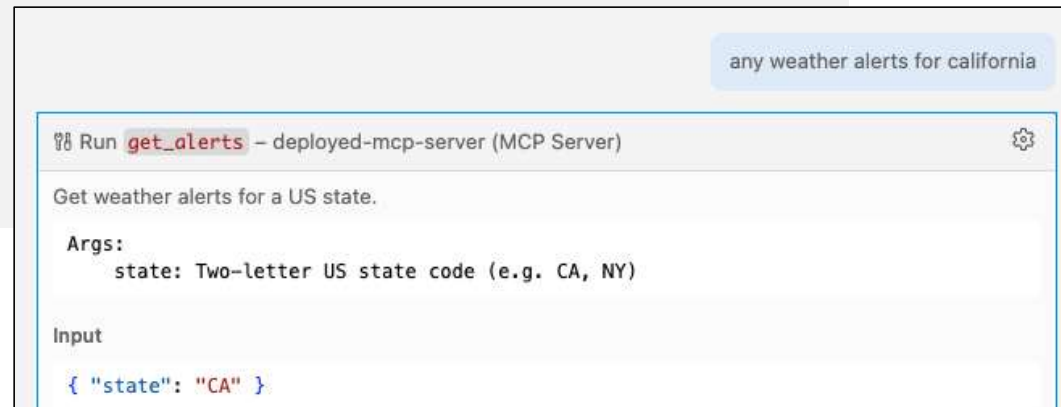 any weather alerts for california
Run get_alerts – deployed-mcp-server (MCP Server)
Get weather alerts for a US state.
Args:
    state: Two-letter US state code (e.g. CA, NY)
Input
{ "state": "CA" }